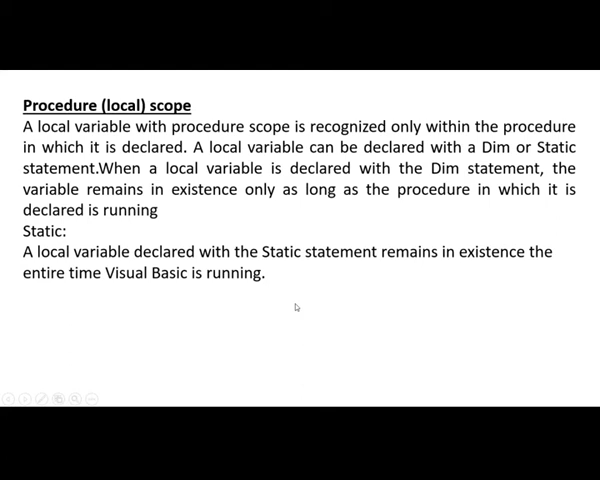 Procedure (local) scope
A local variable with procedure scope is recognized only within the procedure
in which it is declared. A local variable can be declared with a Dim or Static
statement.When a local variable is declared with the Dim statement, the
variable remains in existence only as long as the procedure in which it is
declared is running
Static:
A local variable declared with the Static statement remains in existence the
entire time Visual Basic is running.